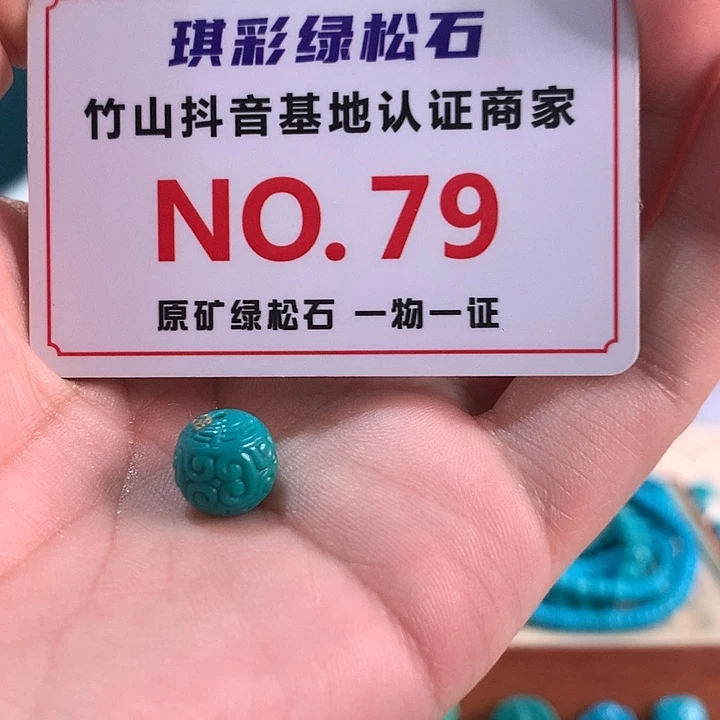 琪彩绿松石
竹山抖音基地认证商家
NO.79
原矿绿松石 一物一证